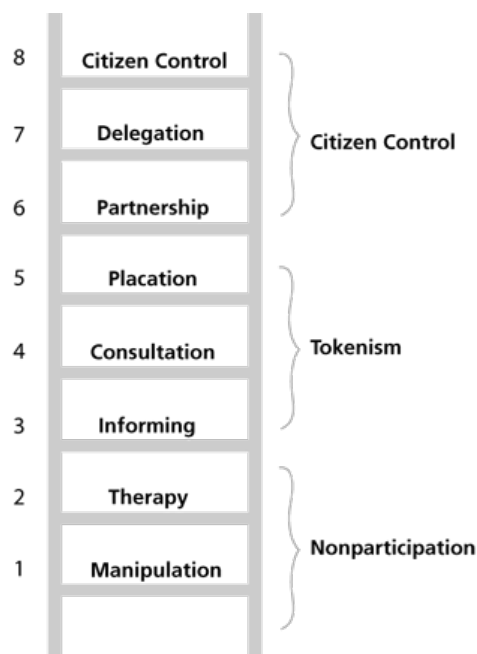 8 Citizen Control
7 Delegation
Citizen Control
6 Partnership
5 Placation
4 Consultation
Tokenism
3 Informing
2 Therapy
Nonparticipation
1 Manipulation